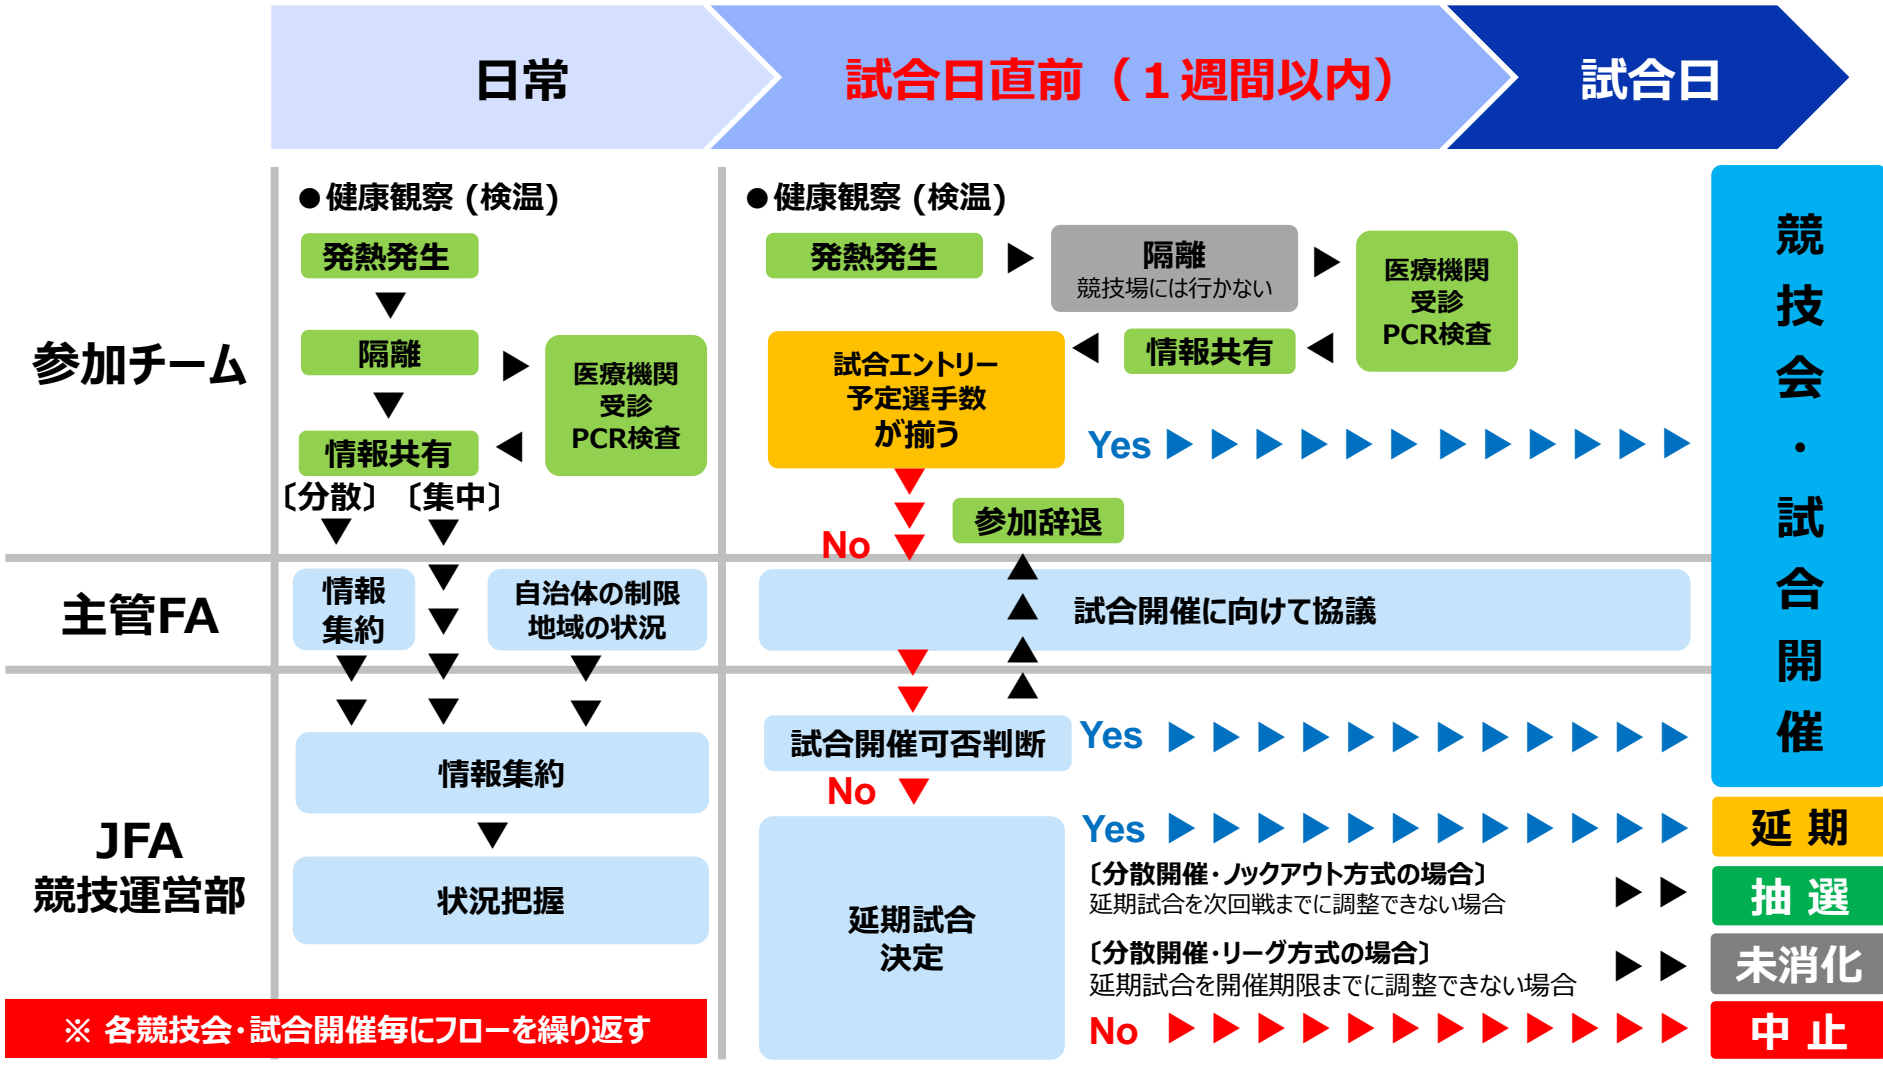 日常
試合日直前（１週間以内）
試合日
参加チーム
●健康観察 (検温)
発熱発生
隔離
医療機関
受診
PCR検査
情報共有
〔分散〕 〔集中〕
●健康観察 (検温)
発熱発生
隔離
競技場には行かない
医療機関
受診
PCR検査
情報共有
試合エントリー
予定選手数
が揃う
Yes
No
参加辞退
主管FA
情報
集約
自治体の制限
地域の状況
試合開催に向けて協議
JFA
競技運営部
情報集約
状況把握
試合開催可否判断
Yes
No
延期試合
決定
Yes
〔分散開催・ノックアウト方式の場合〕
延期試合を次回戦までに調整できない場合
〔分散開催・リーグ方式の場合〕
延期試合を開催期限までに調整できない場合
No
競技会・試合開催
延 期
抽 選
未消化
中 止
※ 各競技会・試合開催毎にフローを繰り返す